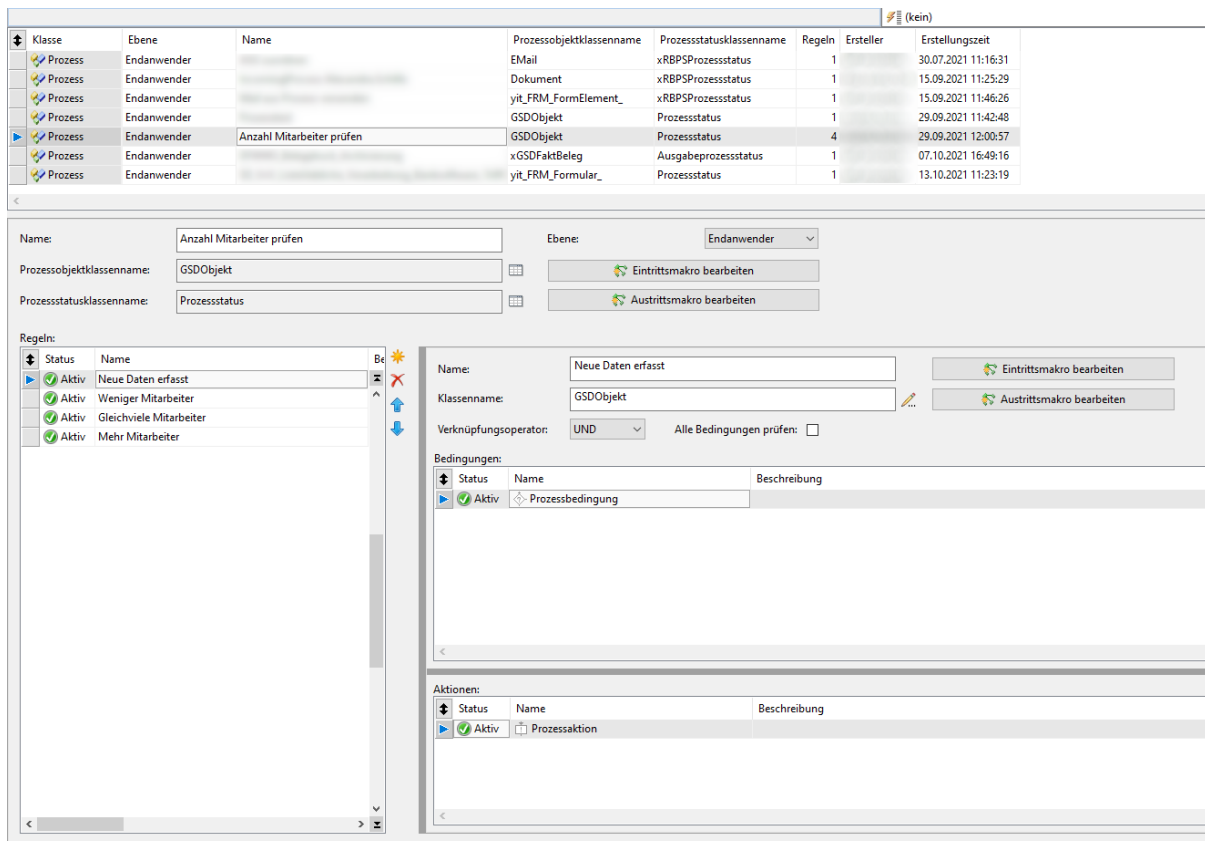 (kein)
Klasse Ebene Name Prozessobjektklassenname Prozessstatusklassenname Regeln Ersteller Erstellungszeit
Prozess Endanwender EMail xRBPSProzessstatus 1 30.07.2021 11:16:31
Prozess Endanwender Dokument xRBPSProzessstatus 1 15.09.2021 11:25:29
Prozess Endanwender yit_FRM_FormElement_ xRBPSProzessstatus 1 15.09.2021 11:46:26
Prozess Endanwender GSDObjekt Prozessstatus 1 29.09.2021 11:42:48
Prozess Endanwender Anzahl Mitarbeiter prüfen GSDObjekt Prozessstatus 4 29.09.2021 12:00:57
Prozess Endanwender xGSDFaktBeleg Ausgabeprozessstatus 1 07.10.2021 16:49:16
Prozess Endanwender yit_FRM_Formular_ Prozessstatus 1 13.10.2021 11:23:19
Name: Anzahl Mitarbeiter prüfen Ebene: Endanwender
Prozessobjektklassenname: GSDObjekt Eintrittsmakro bearbeiten
Prozessstatusklassenname: Prozessstatus Austrittsmakro bearbeiten
Regeln:
Status Name Be
Aktiv Neue Daten erfasst
Aktiv Weniger Mitarbeiter
Aktiv Gleichviele Mitarbeiter
Aktiv Mehr Mitarbeiter
Name: Neue Daten erfasst Eintrittsmakro bearbeiten
Klassenname: GSDObjekt Austrittsmakro bearbeiten
Verknüpfungsoperator: UND Alle Bedingungen prüfen:
Bedingungen:
Status Name Beschreibung
Aktiv Prozessbedingung
Aktionen:
Status Name Beschreibung
Aktiv Prozessaktion